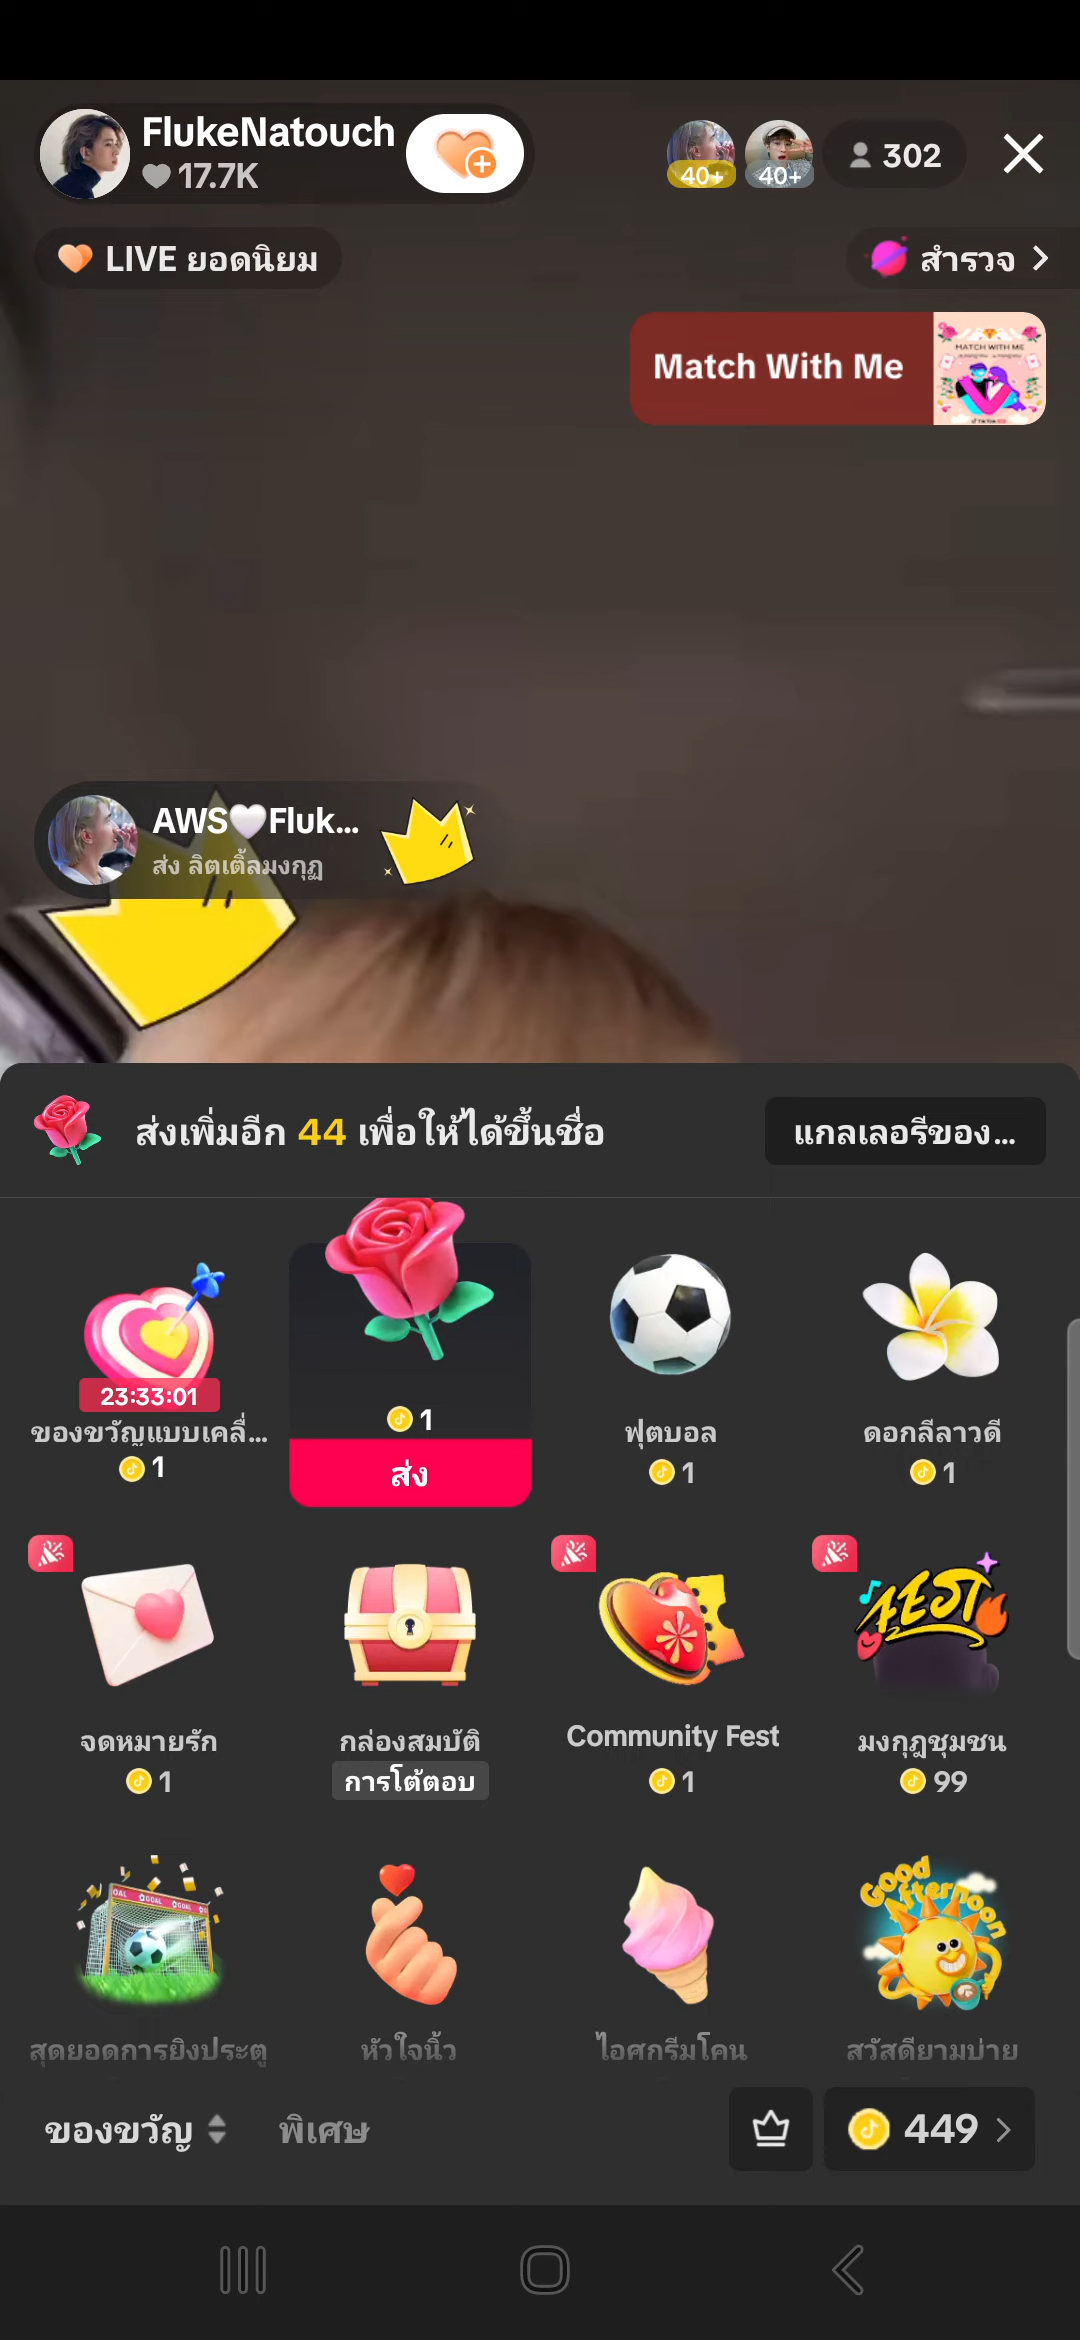 FlukeNatouch
17.7K
40+
40+
302
LIVE ยอดนิยม
สำรวจ
Match With Me
MATCH WITH ME
AWS🤍Fluk...
ส่ง ลิตเติ้ลมงกุฎ
ส่งเพิ่มอีก 44 เพื่อให้ได้ขึ้นชื่อ
แกลเลอรีของ...
23:33:01
ของขวัญแบบเคลื่...
1
1
ส่ง
ฟุตบอล
1
ดอกลีลาวดี
1
จดหมายรัก
1
กล่องสมบัติ
การโต้ตอบ
Community Fest
1
FEST
มงกุฎชุมชน
99
GOAL
สุดยอดการยิงประตู
หัวใจนิ้ว
ไอศกรีมโคน
Good Afternoon
สวัสดียามบ่าย
ของขวัญ
พิเศษ
449